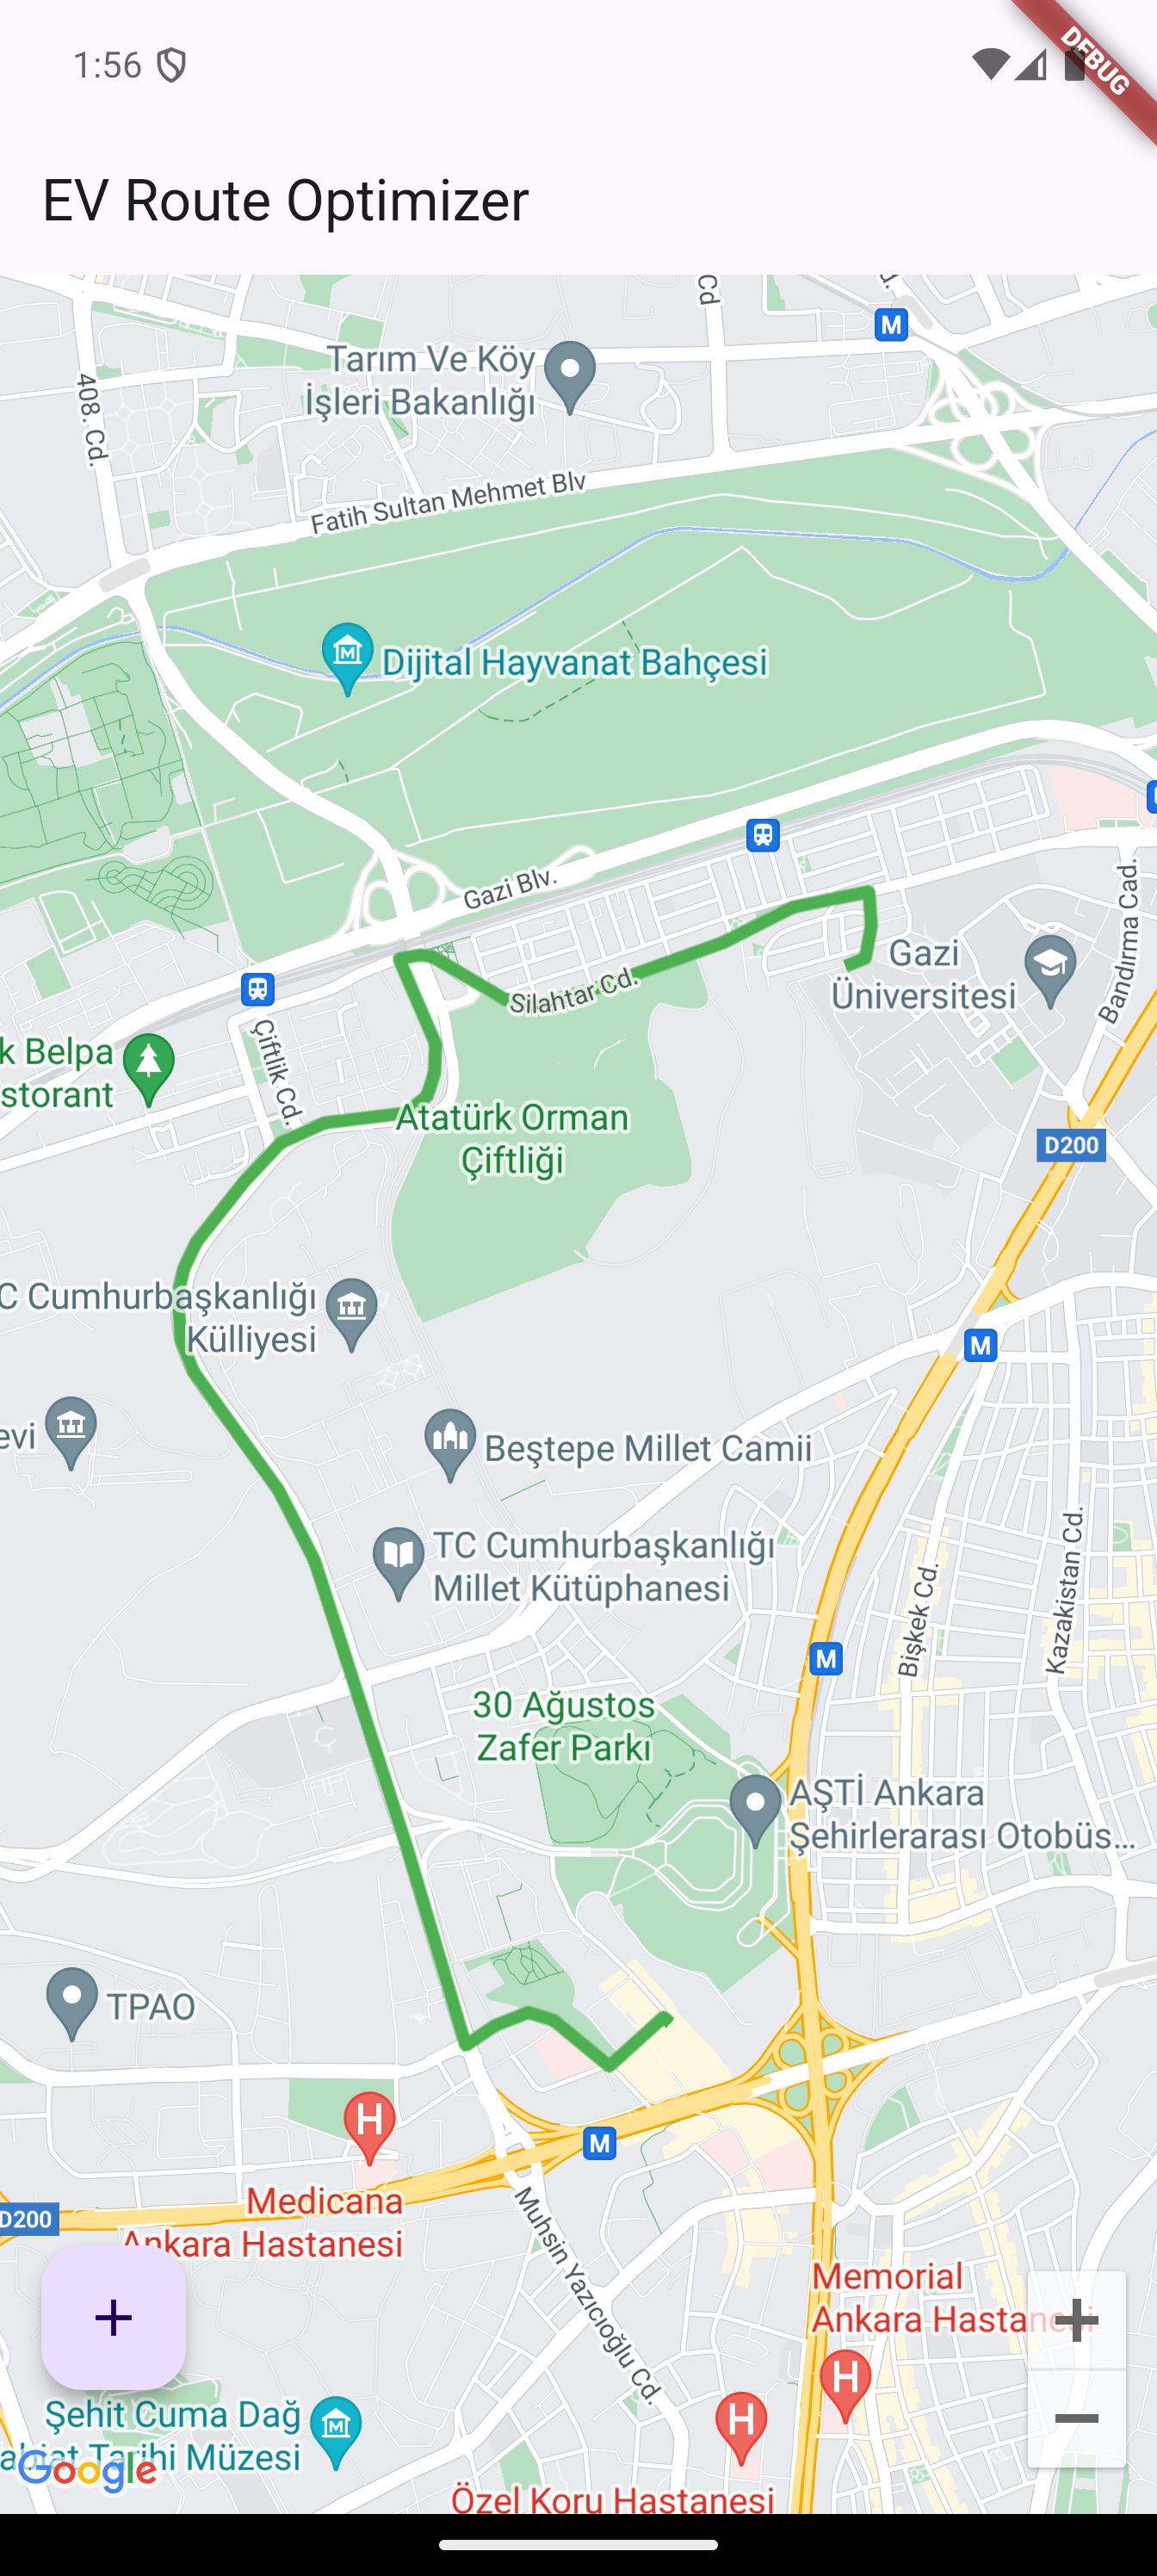 1:56
DEBUG
EV Route Optimizer
Cd
M
Tarım Ve Köy
İşleri Bakanlığı
408. Cd.
Fatih Sultan Mehmet Blv
Dijital Hayvanat Bahçesi
Gazi Blv.
Bandırma Cad.
Gazi
Üniversitesi
Silahtar Cd.
Çiftlik Cd.
k Belpa
storant
Atatürk Orman
Çiftliği
D200
C Cumhurbaşkanlığı
Külliyesi
M
evi
Beştepe Millet Camii
TC Cumhurbaşkanlığı
Millet Kütüphanesi
Bişkek Cd.
Kazakistan Cd.
M
30 Ağustos
Zafer Parkı
AŞTİ Ankara
Şehirlerarası Otobüs...
TPAO
H
M
Medicana
Ankara Hastanesi
D200
Muhsin Yazıcıoğlu Cd.
Memorial
Ankara Hastanesi
H
H
Şehit Cuma Dağ
abiat Tarihi Müzesi
Google
Özel Koru Hastanesi